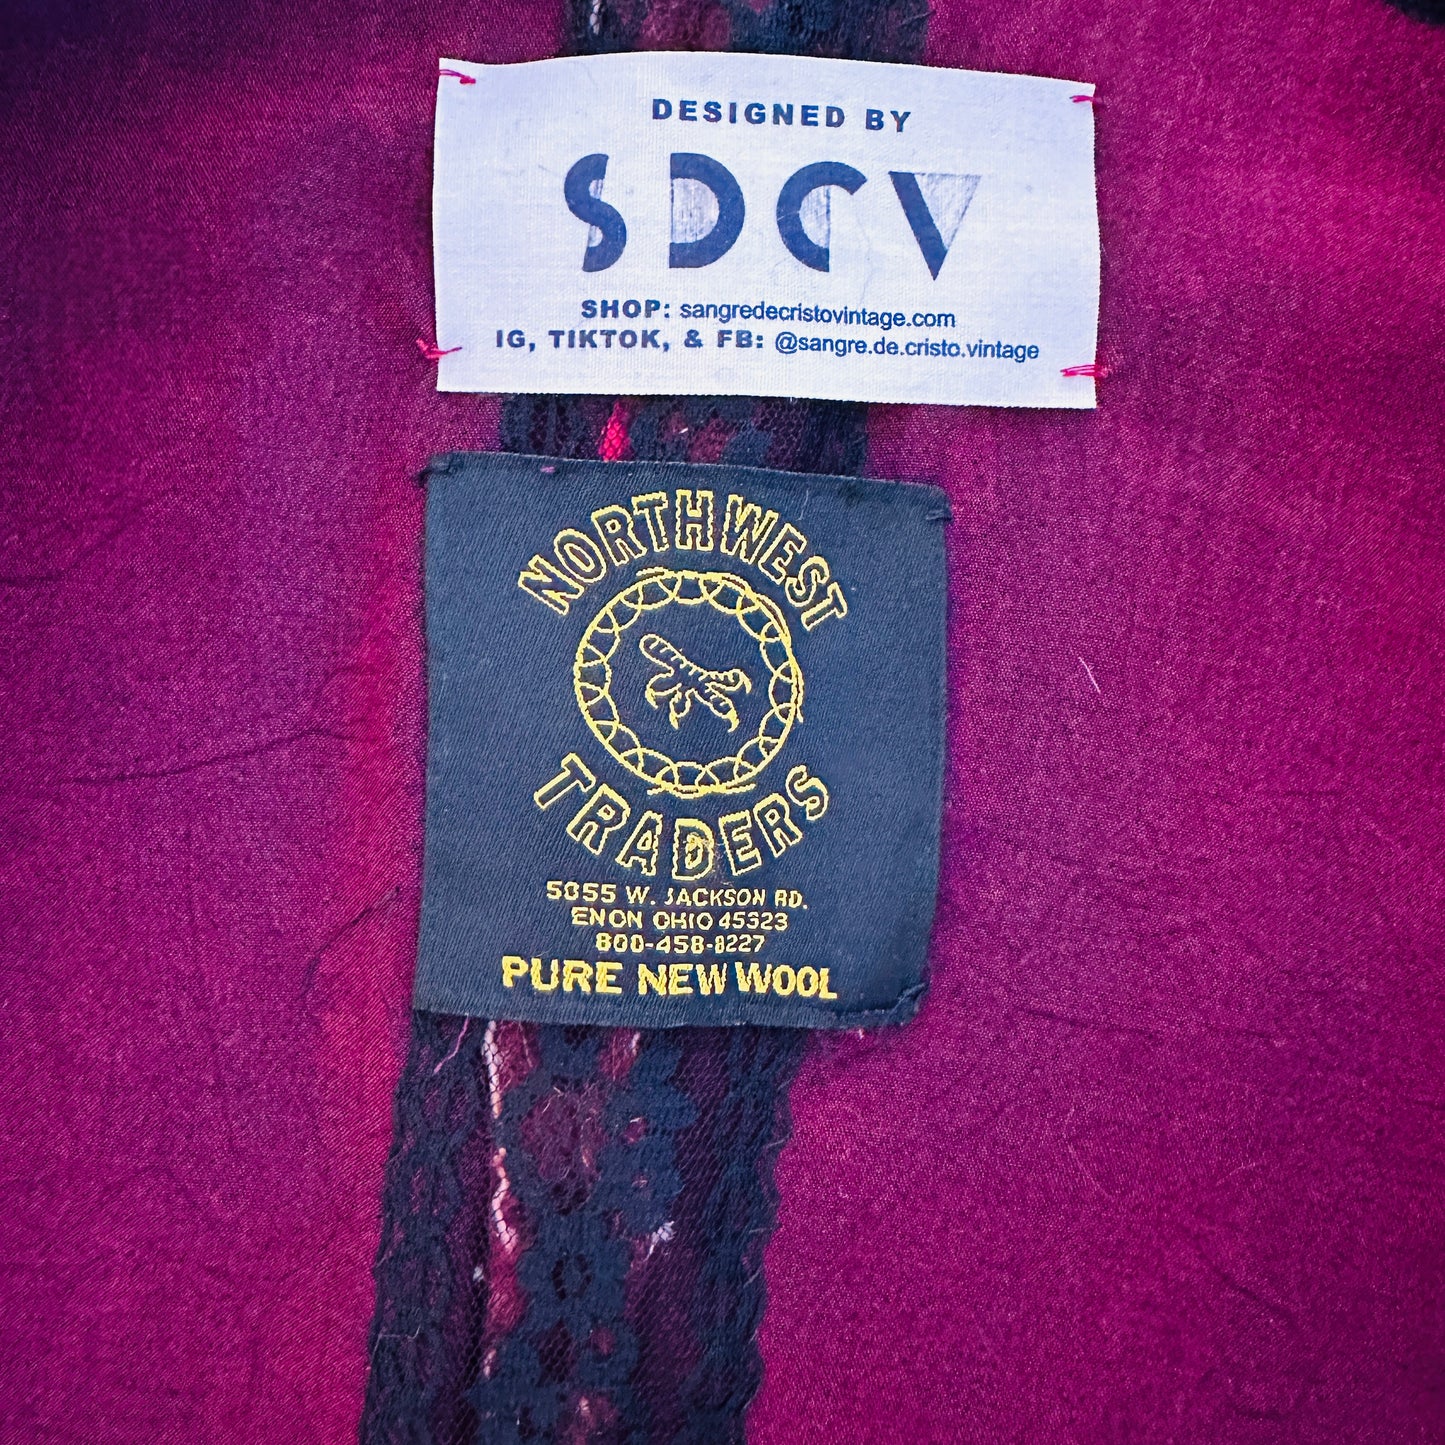 DESIGNED BY
SDCV
SHOP: sangredecristovintage.com
IG, TIKTOK, & FB: @sangre.de.cristo.vintage
NORTHWEST
TRADERS
5055 W. JACKSON RD.
ENON OHIO 45323
800-458-8227
PURE NEW WOOL